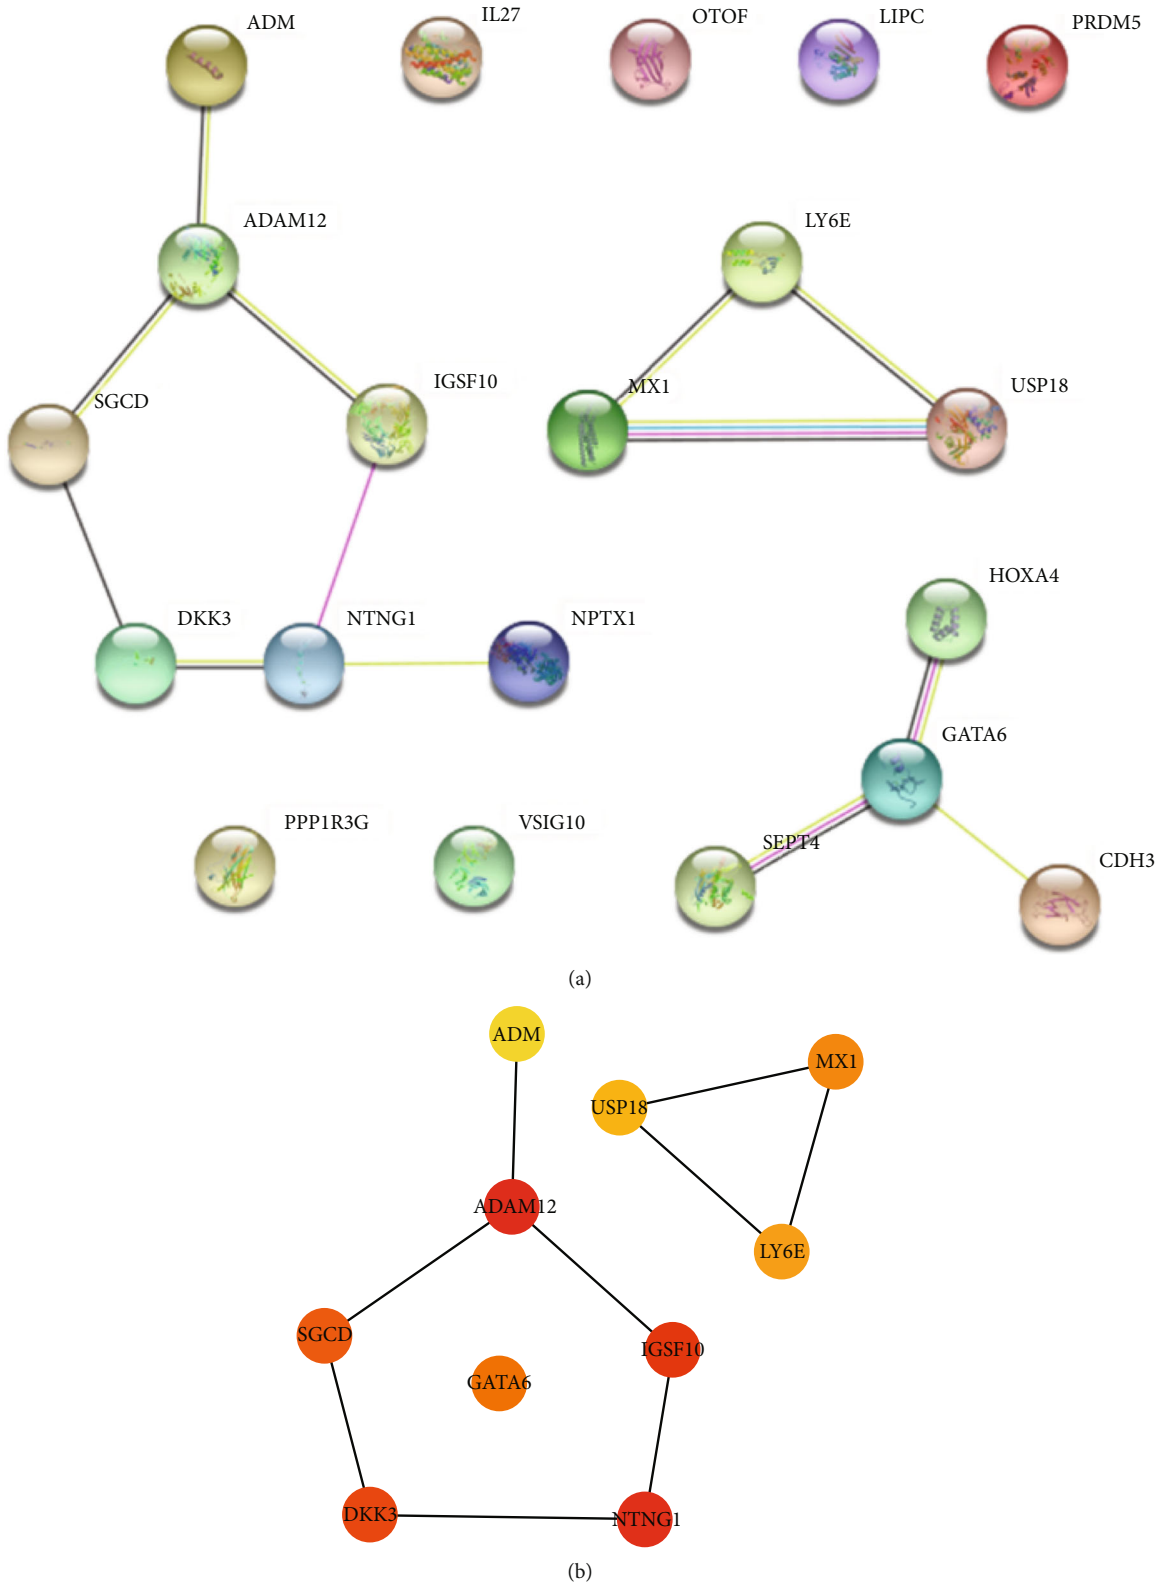 ADM
IL27
OTOF
LIPC
PRDM5
ADAM12
LY6E
SGCD
IGSF10
MX1
USP18
DKK3
NTNG1
NPTX1
HOXA4
GATA6
PPP1R3G
VSIG10
SEPT4
CDH3
(a)
ADM
MX1
USP18
ADAM12
LY6E
SGCD
IGSF10
GATA6
DKK3
NTNG1
(b)